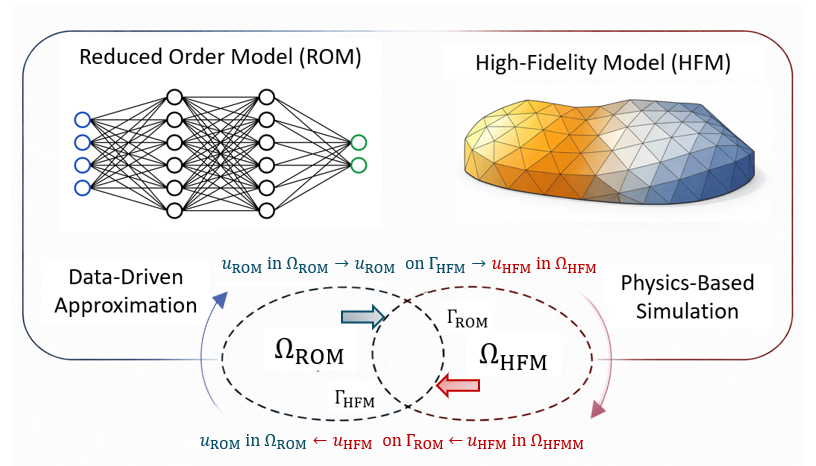 Reduced Order Model (ROM)
High-Fidelity Model (HFM)
u_ROM in Ω_ROM → u_ROM on Γ_HFM → u_HFM in Ω_HFM
Data-Driven
Approximation
Physics-Based
Simulation
Γ_ROM
Ω_ROM
Ω_HFM
Γ_HFM
u_ROM in Ω_ROM ← u_HFM on Γ_ROM ← u_HFM in Ω_HFMM